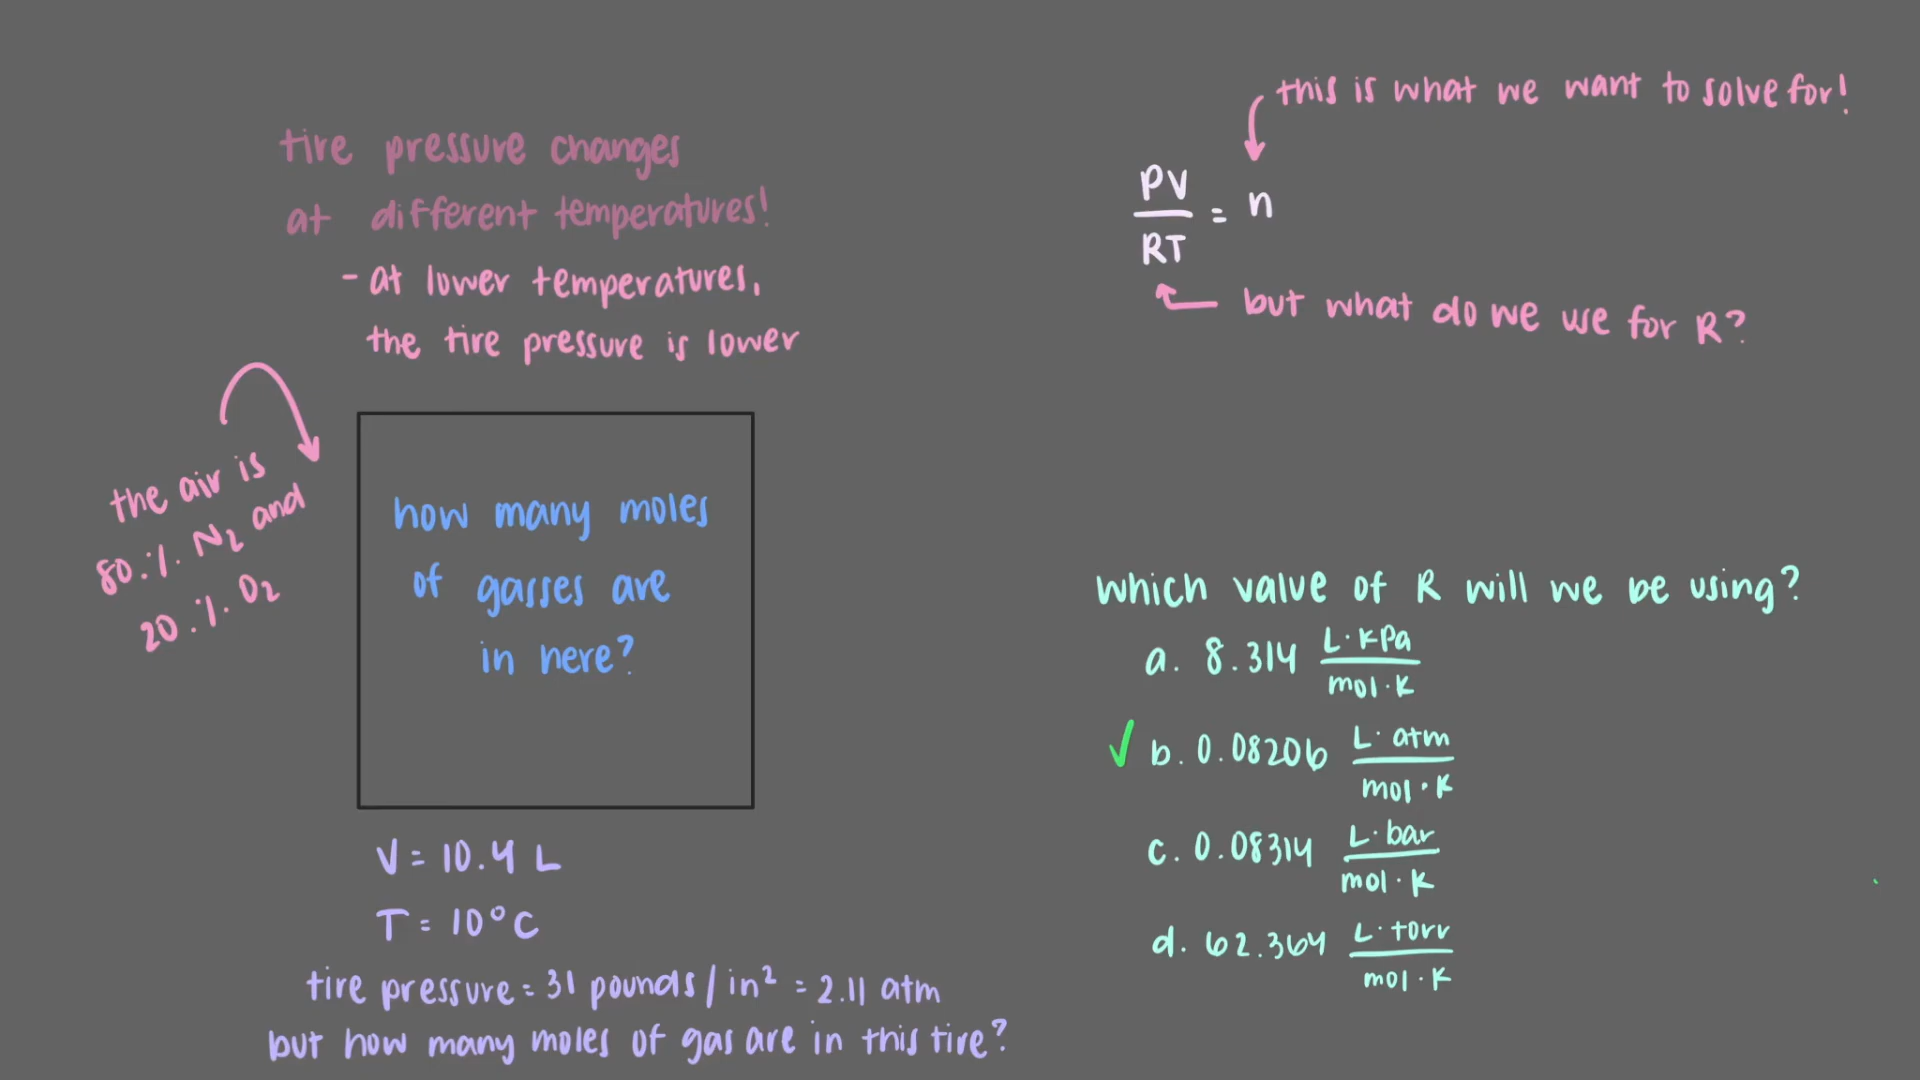 tire pressure changes
at different temperatures!
- at lower temperatures,
the tire pressure is lower
the air is
80.%. N₂ and
20.%. O₂
how many moles
of gasses are
in here?
V = 10.4 L
T = 10°C
tire pressure = 31 pounds/in² = 2.11 atm
but how many moles of gas are in this tire?
this is what we want to solve for!
PV
RT
= n
but what do we use for R?
which value of R will we be using?
a. 8.314 L·kPa
mol·K
✓ b. 0.08206 L·atm
mol·K
c. 0.08314 L·bar
mol·K
d. 62.364 L·torr
mol·K